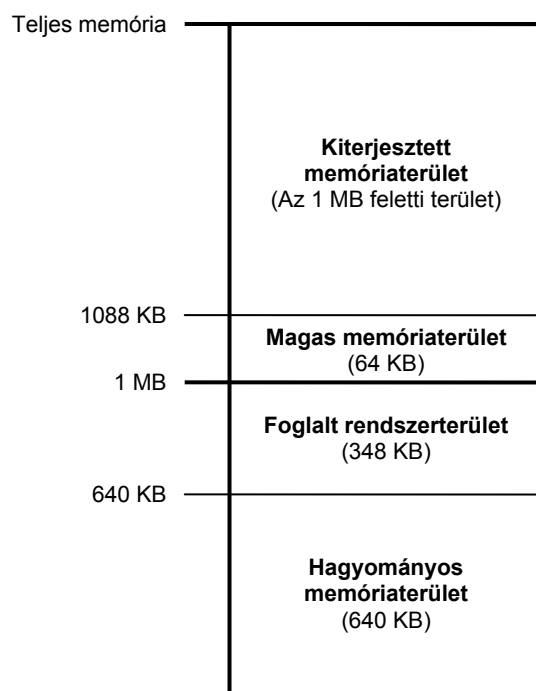 Teljes memória
Kiterjesztett
memóriaterület
(Az 1 MB feletti terület)
1088 KB
Magas memóriaterület
(64 KB)
1 MB
Foglalt rendszerterület
(348 KB)
640 KB
Hagyományos
memóriaterület
(640 KB)